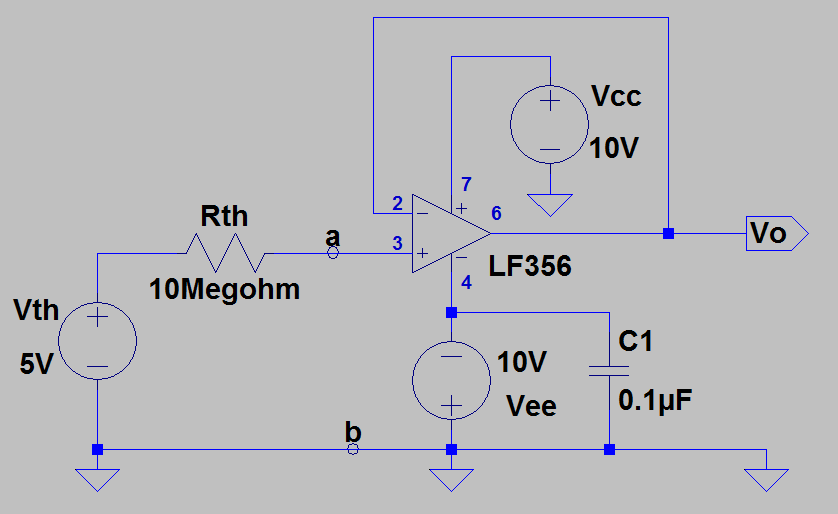 Vcc
10V
7
2
6
Rth
a
3
Vo
LF356
10Megohm
4
Vth
5V
10V
C1
Vee
0.1µF
b